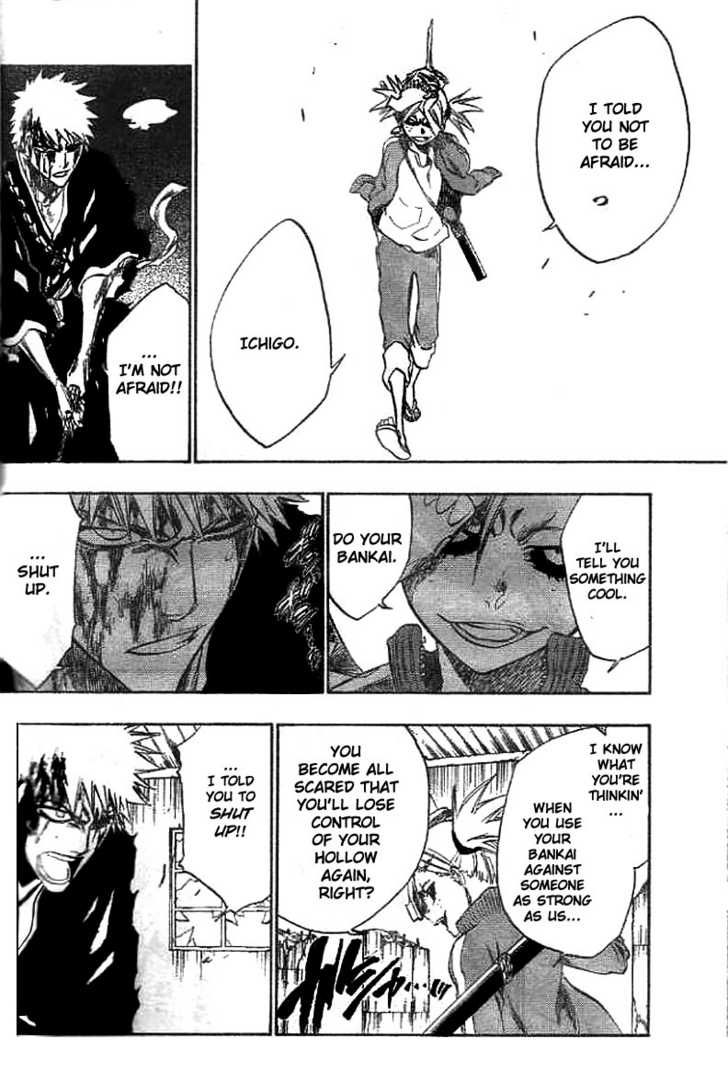 I TOLD
YOU NOT
TO BE
AFRAID...
ICHIGO.
...
I'M NOT
AFRAID!!
I'LL
TELL YOU
SOMETHING
COOL.
DO YOUR
BANKAI.
...
SHUT
UP.
I KNOW
WHAT
YOU'RE
THINKIN'
...
WHEN
YOU USE
YOUR
BANKAI
AGAINST
SOMEONE
AS STRONG
AS US...
YOU
BECOME ALL
SCARED THAT
YOU'LL LOSE
CONTROL
OF YOUR
HOLLOW
AGAIN,
RIGHT?
...
I TOLD
YOU TO
SHUT
UP!!